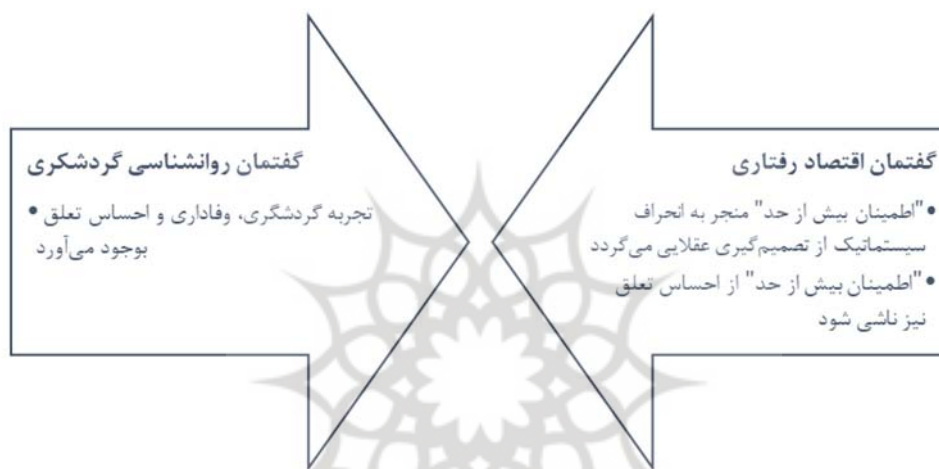 گفتمان اقتصاد رفتاری
•"اطمینان بیش از حد" منجر به انحراف
سیستماتیک از تصمیم‌گیری عقلایی می‌گردد
•"اطمینان بیش از حد" از احساس تعلق
نیز ناشی شود
گفتمان روانشناسی گردشکری
تجربه گردشگری، وفاداری و احساس تعلق •
بوجود می‌آورد